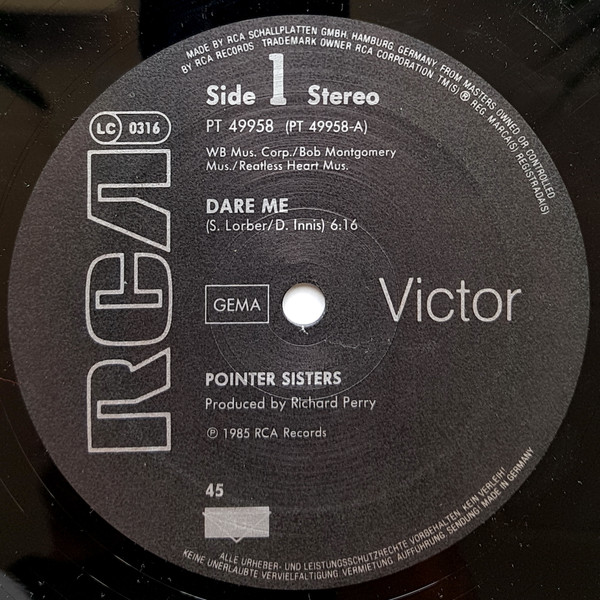 MADE BY RCA SCHALLPLATTEN GMBH, HAMBURG, GERMANY, FROM MASTERS OWNED OR CONTROLLED
BY RCA RECORDS TRADEMARK OWNER RCA CORPORATION TM(S) ® REG. MARCA(S) REGISTRADA(S)
Side 1 Stereo
LC 0316
PT 49958 (PT 49958-A)
WB Mus. Corp./Bob Montgomery
Mus./Reatless Heart Mus.
DARE ME
(S. Lorber/D. Innis) 6:16
RCA
GEMA
Victor
POINTER SISTERS
Produced by Richard Perry
℗ 1985 RCA Records
45
ALLE URHEBER- UND LEISTUNGSSCHUTZRECHTE VORBEHALTEN. KEIN VERLEIH!
KEINE UNERLAUBTE VERVIELFÄLTIGUNG, VERMIETUNG, AUFFÜHRUNG, SENDUNG! MADE IN GERMANY